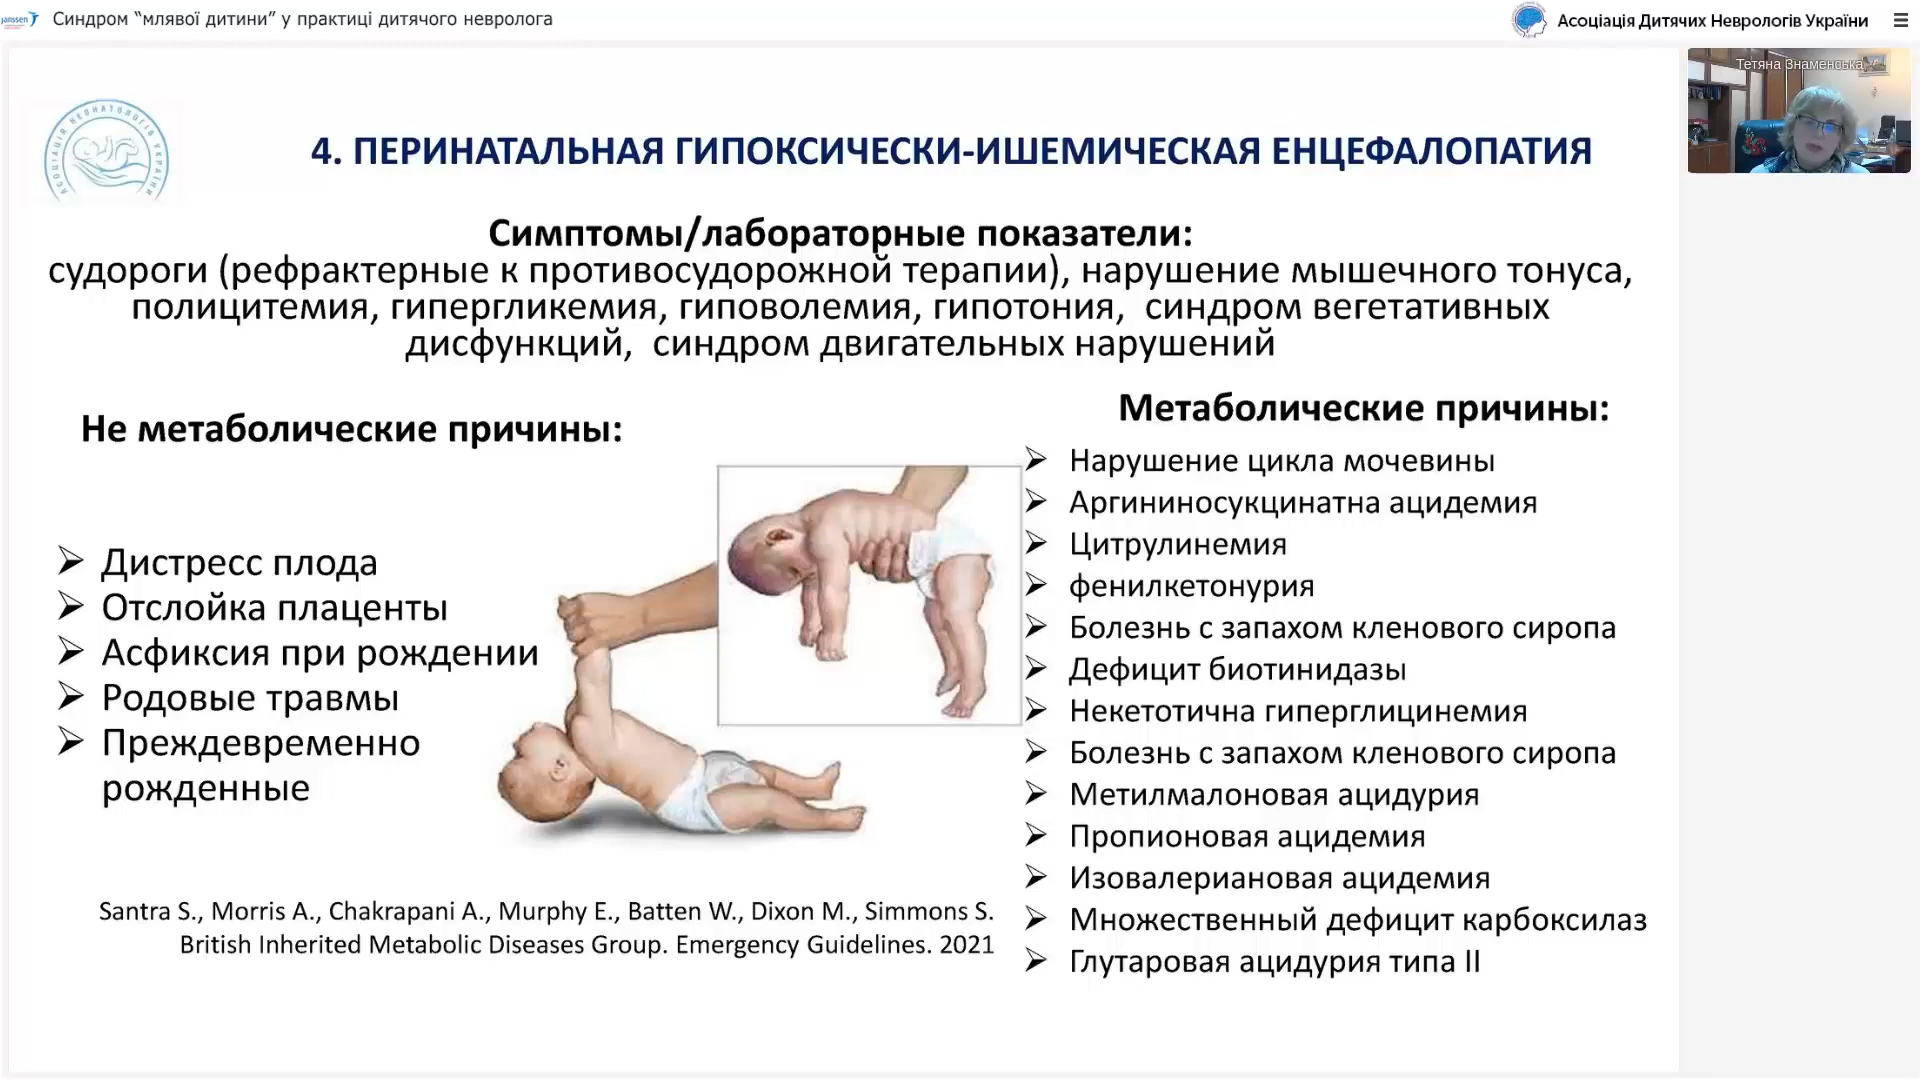 janssen
Синдром “млявої дитини” у практиці дитячого невролога
Асоціація Дитячих Неврологів України
Тетяна Знаменська
АСОЦІАЦІЯ НЕОНАТОЛОГІВ УКРАЇНИ
4. ПЕРИНАТАЛЬНАЯ ГИПОКСИЧЕСКИ-ИШЕМИЧЕСКАЯ ЕНЦЕФАЛОПАТИЯ
Симптомы/лабораторные показатели:
судороги (рефрактерные к противосудорожной терапии), нарушение мышечного тонуса,
полицитемия, гипергликемия, гиповолемия, гипотония, синдром вегетативных
дисфункций, синдром двигательных нарушений
Не метаболические причины:
Дистресс плода
Отслойка плаценты
Асфиксия при рождении
Родовые травмы
Преждевременно
рожденные
Метаболические причины:
Нарушение цикла мочевины
Аргининосукцинатна ацидемия
Цитрулинемия
фенилкетонурия
Болезнь с запахом кленового сиропа
Дефицит биотинидазы
Некетотична гиперглицинемия
Болезнь с запахом кленового сиропа
Метилмалоновая ацидурия
Пропионовая ацидемия
Изовалериановая ацидемия
Множественный дефицит карбоксилаз
Глутаровая ацидурия типа II
Santra S., Morris A., Chakrapani A., Murphy E., Batten W., Dixon M., Simmons S.
British Inherited Metabolic Diseases Group. Emergency Guidelines. 2021